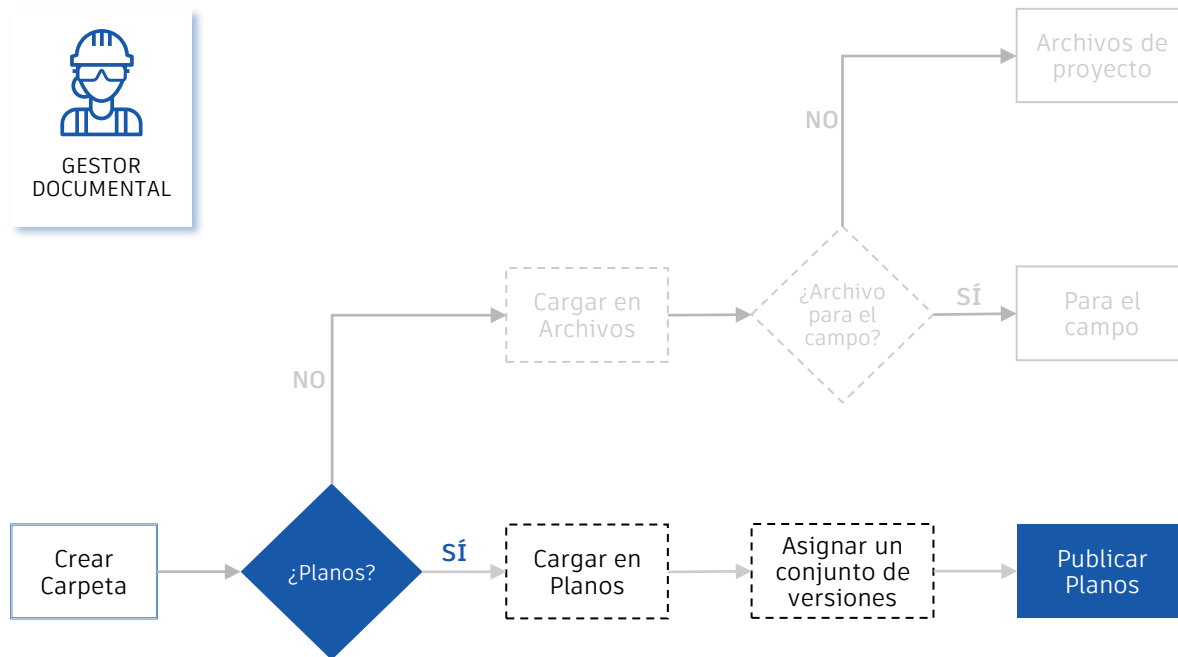 GESTOR
DOCUMENTAL
Archivos de
proyecto
NO
Cargar en
Archivos
¿Archivo
para el
campo?
SÍ
Para el
campo
NO
Crear
Carpeta
¿Planos?
SÍ
Cargar en
Planos
Asignar un
conjunto de
versiones
Publicar
Planos